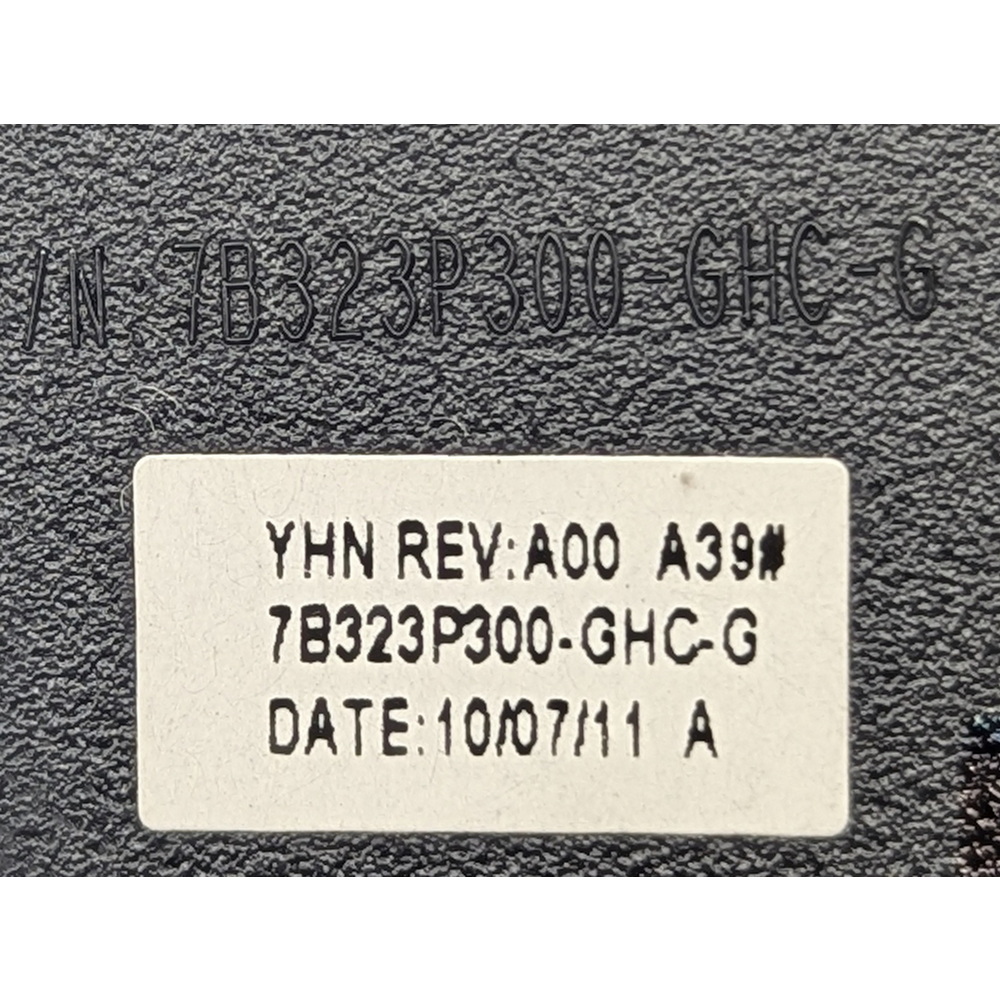 /N: 7B323P300-GHC-G
YHN REV:A00 A39#
7B323P300-GHC-G
DATE:10/07/11 A